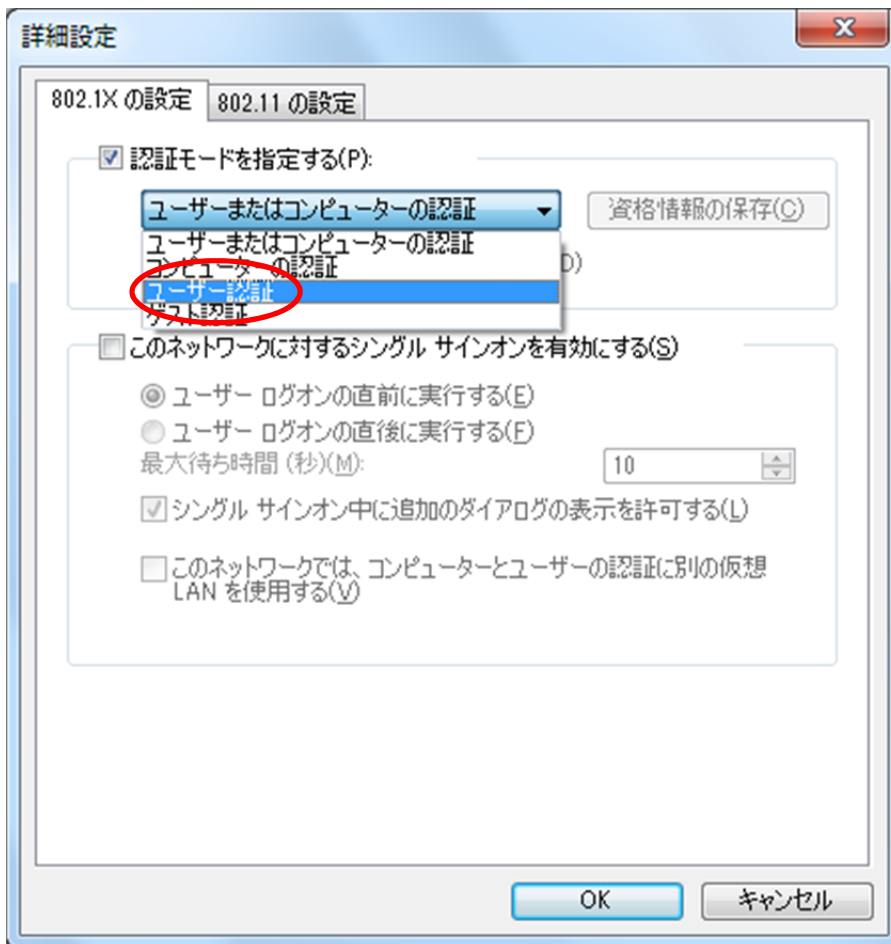 詳細設定
802.1X の設定
802.11 の設定
認証モードを指定する(P):
ユーザーまたはコンピューターの認証
資格情報の保存(C)
ユーザーまたはコンピューターの認証
コンピューターの認証
D)
ユーザー認証
ゲスト認証
このネットワークに対するシングル サインオンを有効にする(S)
ユーザー ログオンの直前に実行する(E)
ユーザー ログオンの直後に実行する(F)
最大待ち時間 (秒)(M):
10
シングル サインオン中に追加のダイアログの表示を許可する(L)
このネットワークでは、コンピューターとユーザーの認証に別の仮想
LAN を使用する(V)
OK
キャンセル